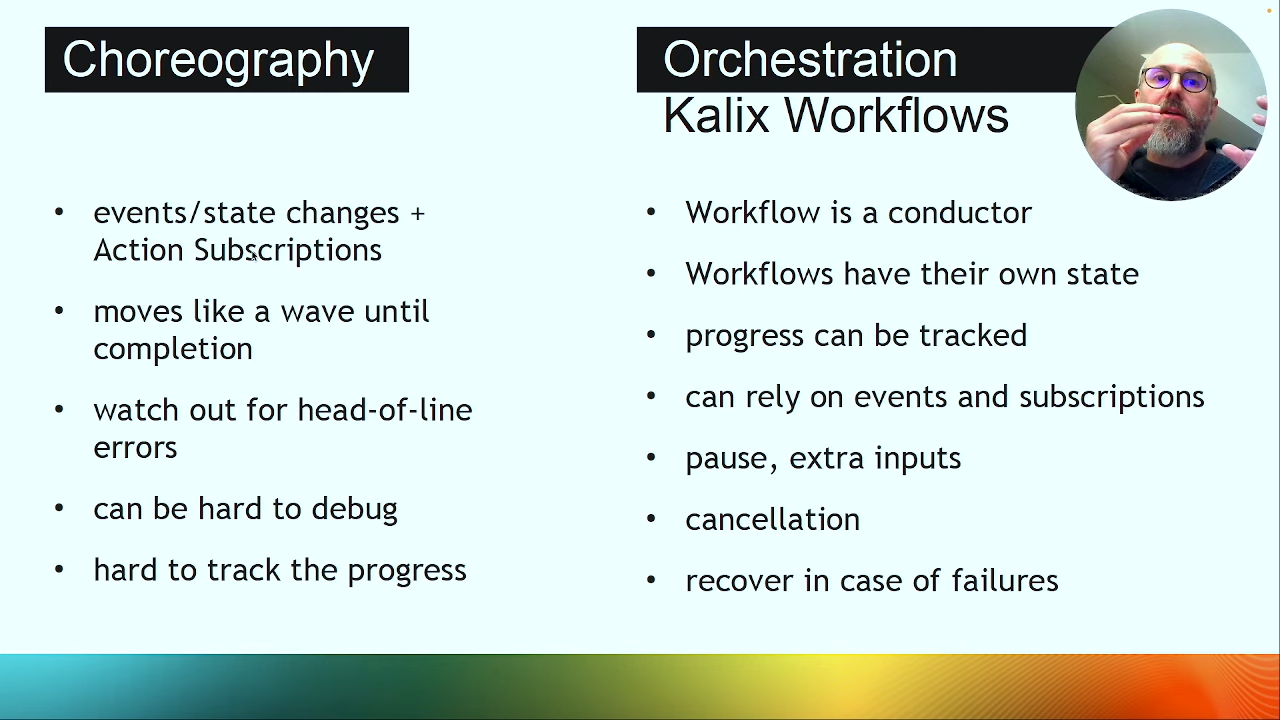 Choreography
events/state changes +
Action Subscriptions
moves like a wave until
completion
watch out for head-of-line
errors
can be hard to debug
hard to track the progress
Orchestration
Kalix Workflows
Workflow is a conductor
Workflows have their own state
progress can be tracked
can rely on events and subscriptions
pause, extra inputs
cancellation
recover in case of failures